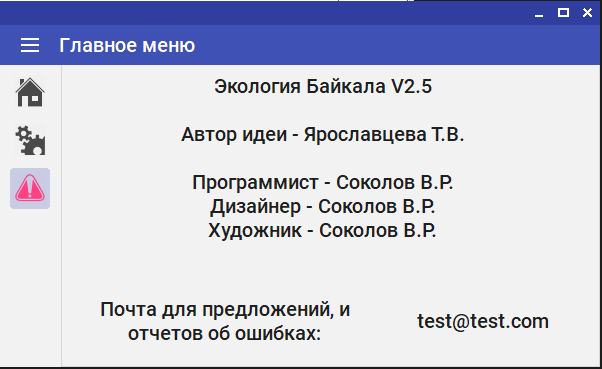 Главное меню
Экология Байкала V2.5
Автор идеи - Ярославцева Т.В.
Программист - Соколов В.Р.
Дизайнер - Соколов В.Р.
Художник - Соколов В.Р.
Почта для предложений, и
отчетов об ошибках:
test@test.com